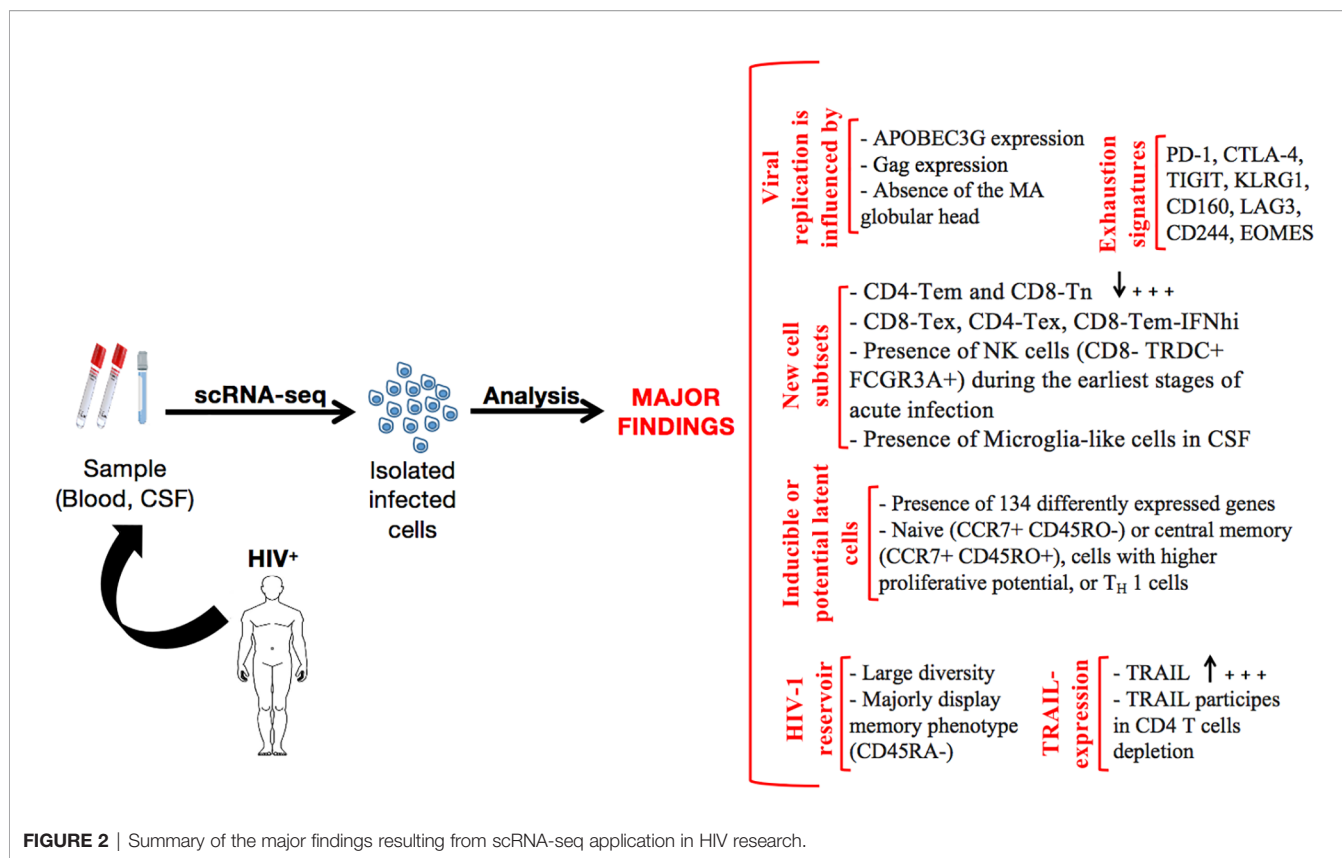 Viral
replication is
influenced by
- APOBEC3G expression
- Gag expression
- Absence of the MA
globular head
Exhaustion
signatures
PD-1, CTLA-4,
TIGIT, KLRG1,
CD160, LAG3,
CD244, EOMES
New cell
subtsets
- CD4-Tem and CD8-Tn ↓ + + +
- CD8-Tex, CD4-Tex, CD8-Tem-IFNhi
- Presence of NK cells (CD8- TRDC+
FCGR3A+) during the earliest stages of
acute infection
- Presence of Microglia-like cells in CSF
scRNA-seq
Analysis
MAJOR
FINDINGS
Sample
(Blood, CSF)
Isolated
infected
cells
HIV+
Inducible or
potential latent
cells
- Presence of 134 differently expressed genes
- Naive (CCR7+ CD45RO-) or central memory
(CCR7+ CD45RO+), cells with higher
proliferative potential, or TH 1 cells
HIV-1
reservoir
- Large diversity
- Majorly display
memory phenotype
(CD45RA-)
TRAIL-
expression
- TRAIL ↑ + + +
- TRAIL participes
in CD4 T cells
depletion
FIGURE 2 | Summary of the major findings resulting from scRNA-seq application in HIV research.